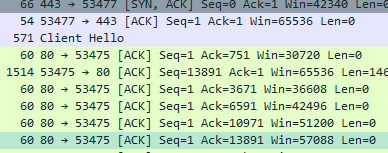 66 443 → 53477 [SYN, ACK] Seq=0 Ack=1 Win=42340 Len=0
54 53477 → 443 [ACK] Seq=1 Ack=1 Win=65536 Len=0
571 Client Hello
60 80 → 53475 [ACK] Seq=1 Ack=751 Win=30720 Len=0
1514 53475 → 80 [ACK] Seq=13891 Ack=1 Win=65536 Len=146
60 80 → 53475 [ACK] Seq=1 Ack=3671 Win=36608 Len=0
60 80 → 53475 [ACK] Seq=1 Ack=6591 Win=42496 Len=0
60 80 → 53475 [ACK] Seq=1 Ack=10971 Win=51200 Len=0
60 80 → 53475 [ACK] Seq=1 Ack=13891 Win=57088 Len=0